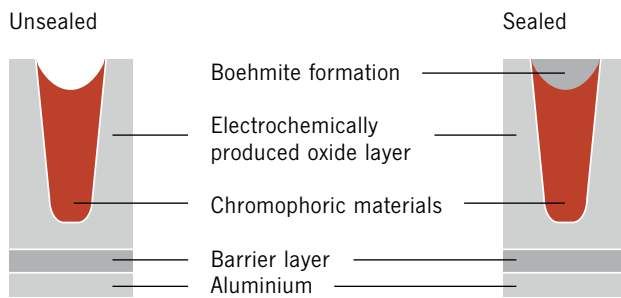 Unsealed
Sealed
Boehmite formation
Electrochemically
produced oxide layer
Chromophoric materials
Barrier layer
Aluminium